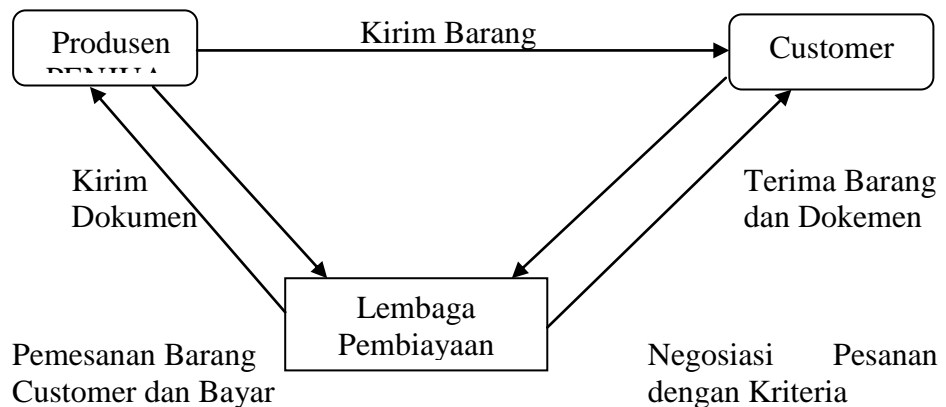 Produsen
Kirim Barang
Customer
Kirim
Dokumen
Terima Barang
dan Dokemen
Lembaga
Pembiayaan
Pemesanan Barang
Customer dan Bayar
Negosiasi Pesanan
dengan Kriteria